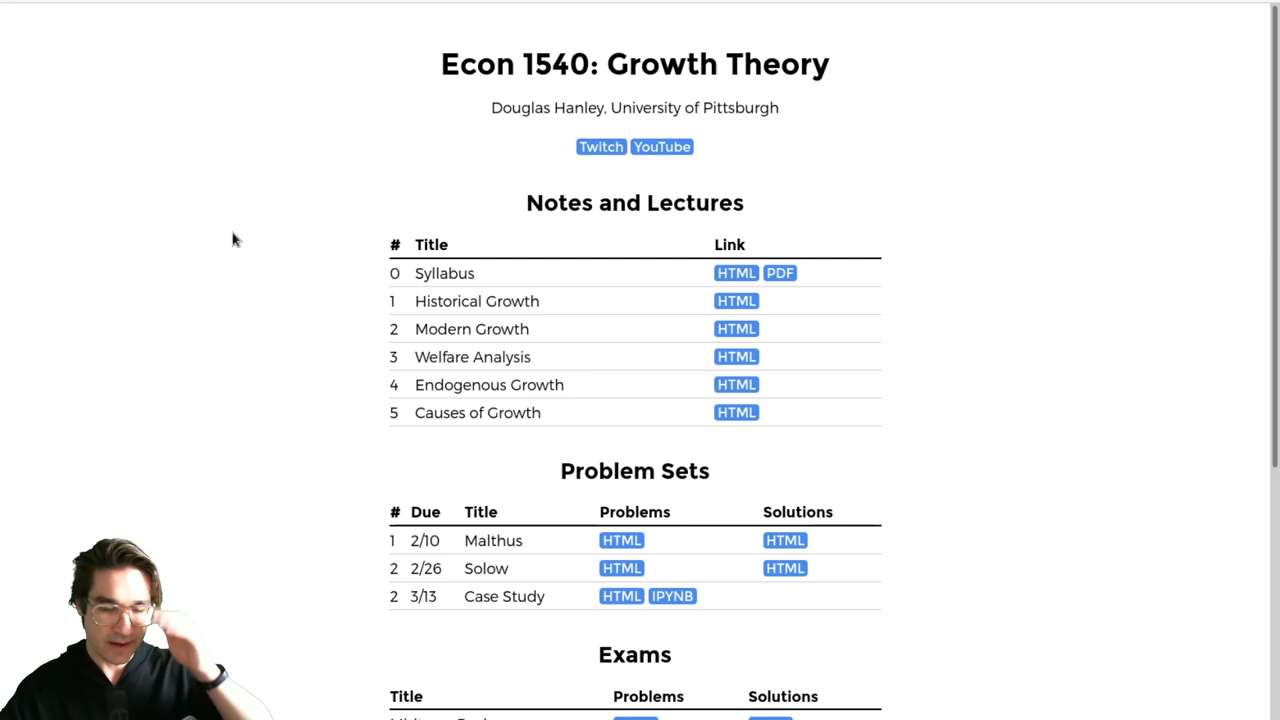 Econ 1540: Growth Theory
Douglas Hanley, University of Pittsburgh
Twitch YouTube
Notes and Lectures
# Title Link
0 Syllabus HTML PDF
1 Historical Growth HTML
2 Modern Growth HTML
3 Welfare Analysis HTML
4 Endogenous Growth HTML
5 Causes of Growth HTML
Problem Sets
# Due Title Problems Solutions
1 2/10 Malthus HTML HTML
2 2/26 Solow HTML HTML
2 3/13 Case Study HTML IPYNB
Exams
Title Problems Solutions